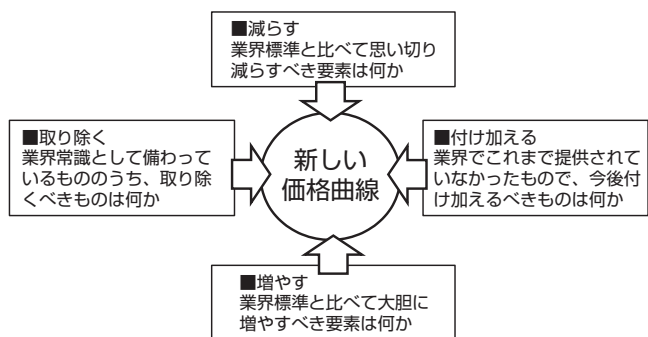 ■減らす
業界標準と比べて思い切り
減らすべき要素は何か
■取り除く
業界常識として備わって
いるもののうち、取り除
くべきものは何か
新しい
価格曲線
■付け加える
業界でこれまで提供されて
いなかったもので、今後付
け加えるべきものは何か
■増やす
業界標準と比べて大胆に
増やすべき要素は何か